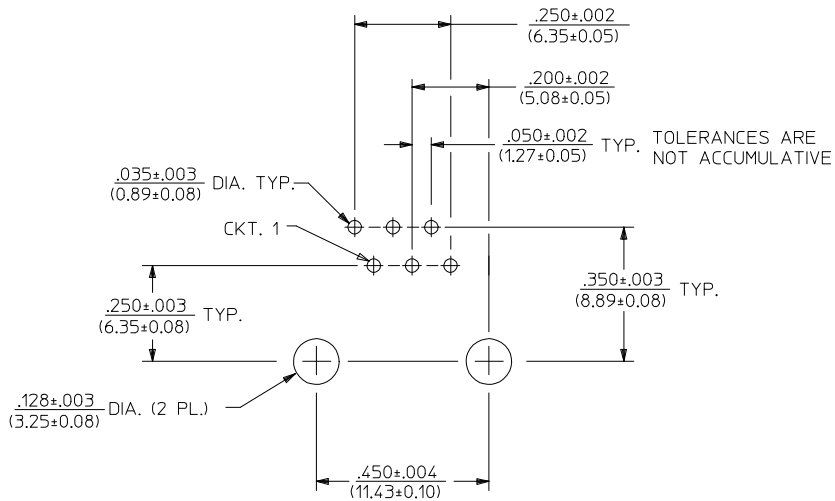 .250±.002
(6.35±0.05)
.200±.002
(5.08±0.05)
.050±.002
(1.27±0.05)
TYP. TOLERANCES ARE
NOT ACCUMULATIVE
.035±.003
(0.89±0.08)
DIA. TYP.
CKT. 1
.250±.003
(6.35±0.08)
TYP.
.350±.003
(8.89±0.08)
TYP.
.128±.003
(3.25±0.08)
DIA. (2 PL.)
.450±.004
(11.43±0.10)